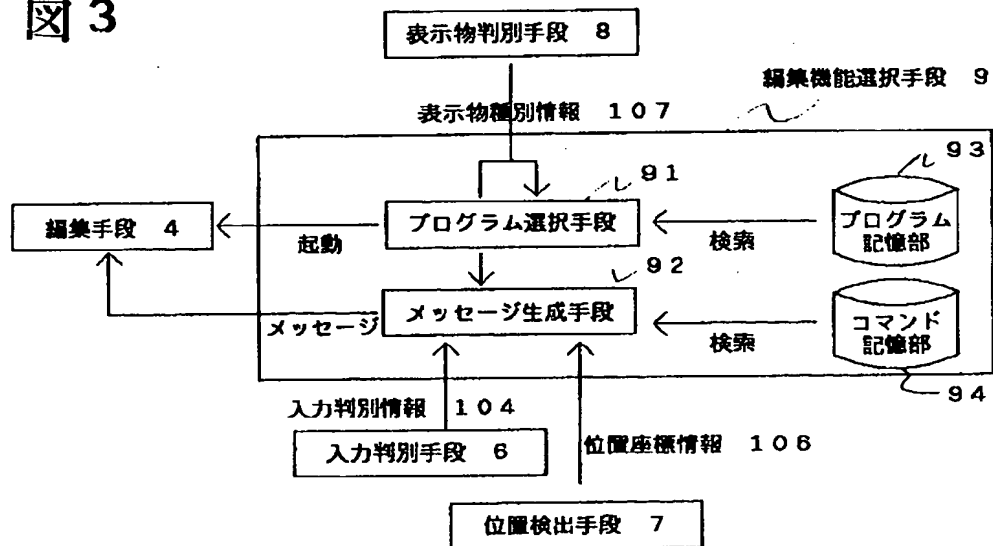 図3
表示物判別手段 8
編集機能選択手段 9
表示物種別情報 107
91
93
編集手段 4
起動
プログラム選択手段
検索
プログラム
記憶部
92
メッセージ
メッセージ生成手段
検索
コマンド
記憶部
94
入力判別情報 104
入力判別手段 6
位置座標情報 106
位置検出手段 7